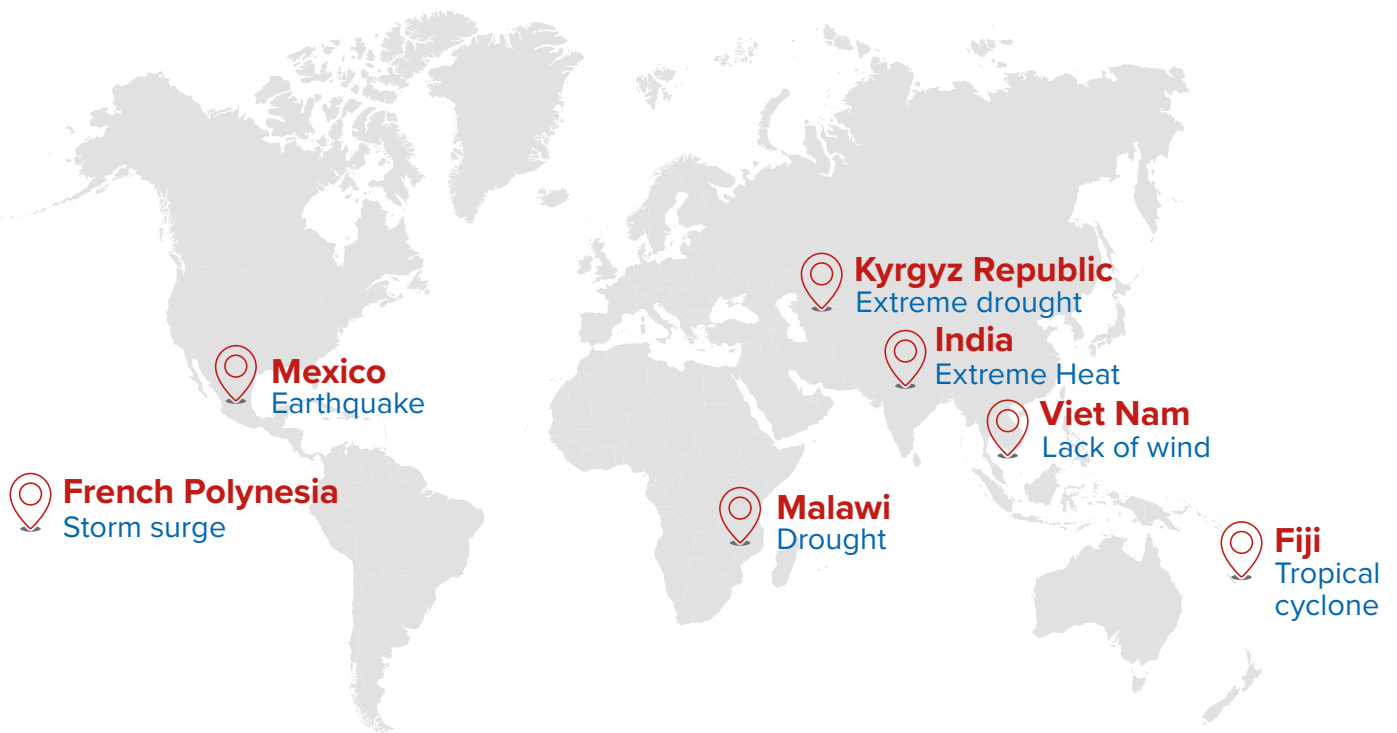 Kyrgyz Republic
Extreme drought
India
Extreme Heat
Mexico
Earthquake
Viet Nam
Lack of wind
French Polynesia
Storm surge
Malawi
Drought
Fiji
Tropical
cyclone